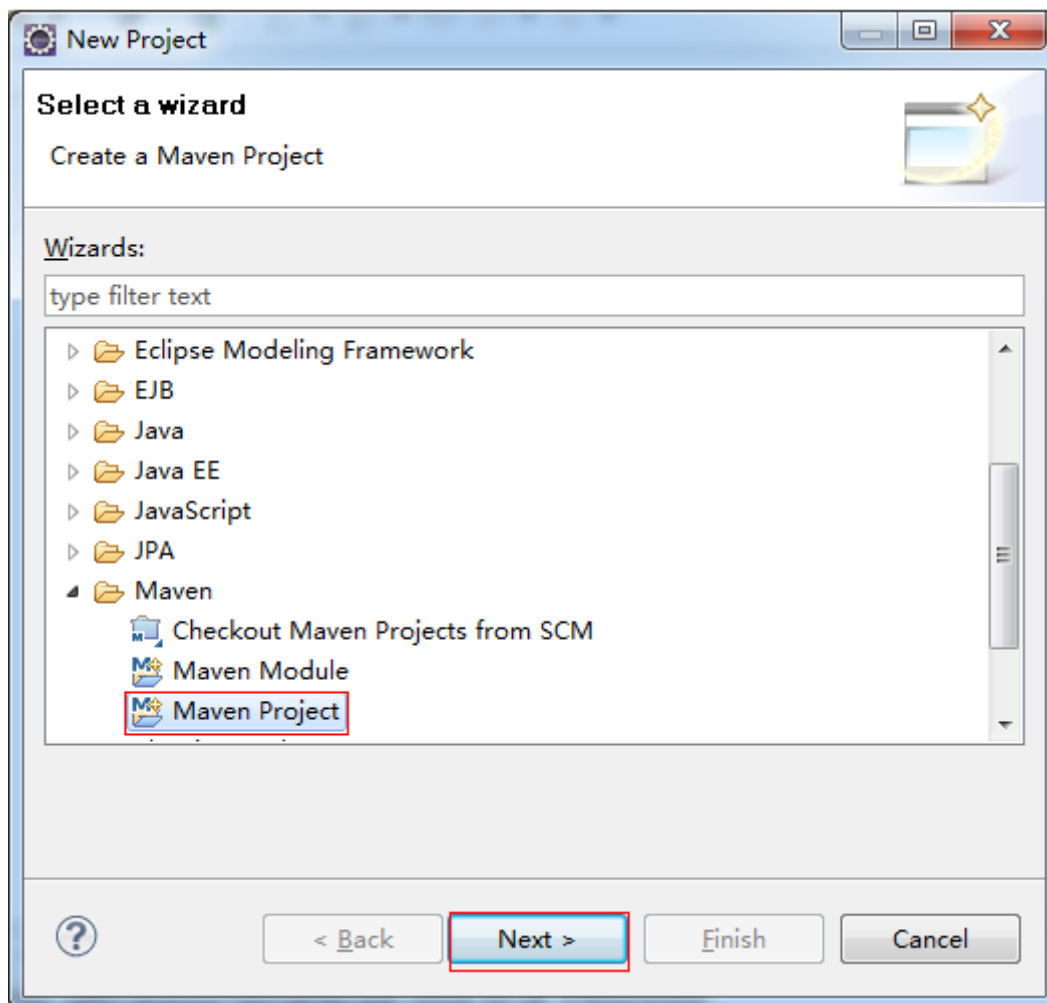 New Project
Select a wizard
Create a Maven Project
Wizards:
type filter text
Eclipse Modeling Framework
EJB
Java
Java EE
JavaScript
JPA
Maven
Checkout Maven Projects from SCM
Maven Module
Maven Project
< Back Next > Finish Cancel